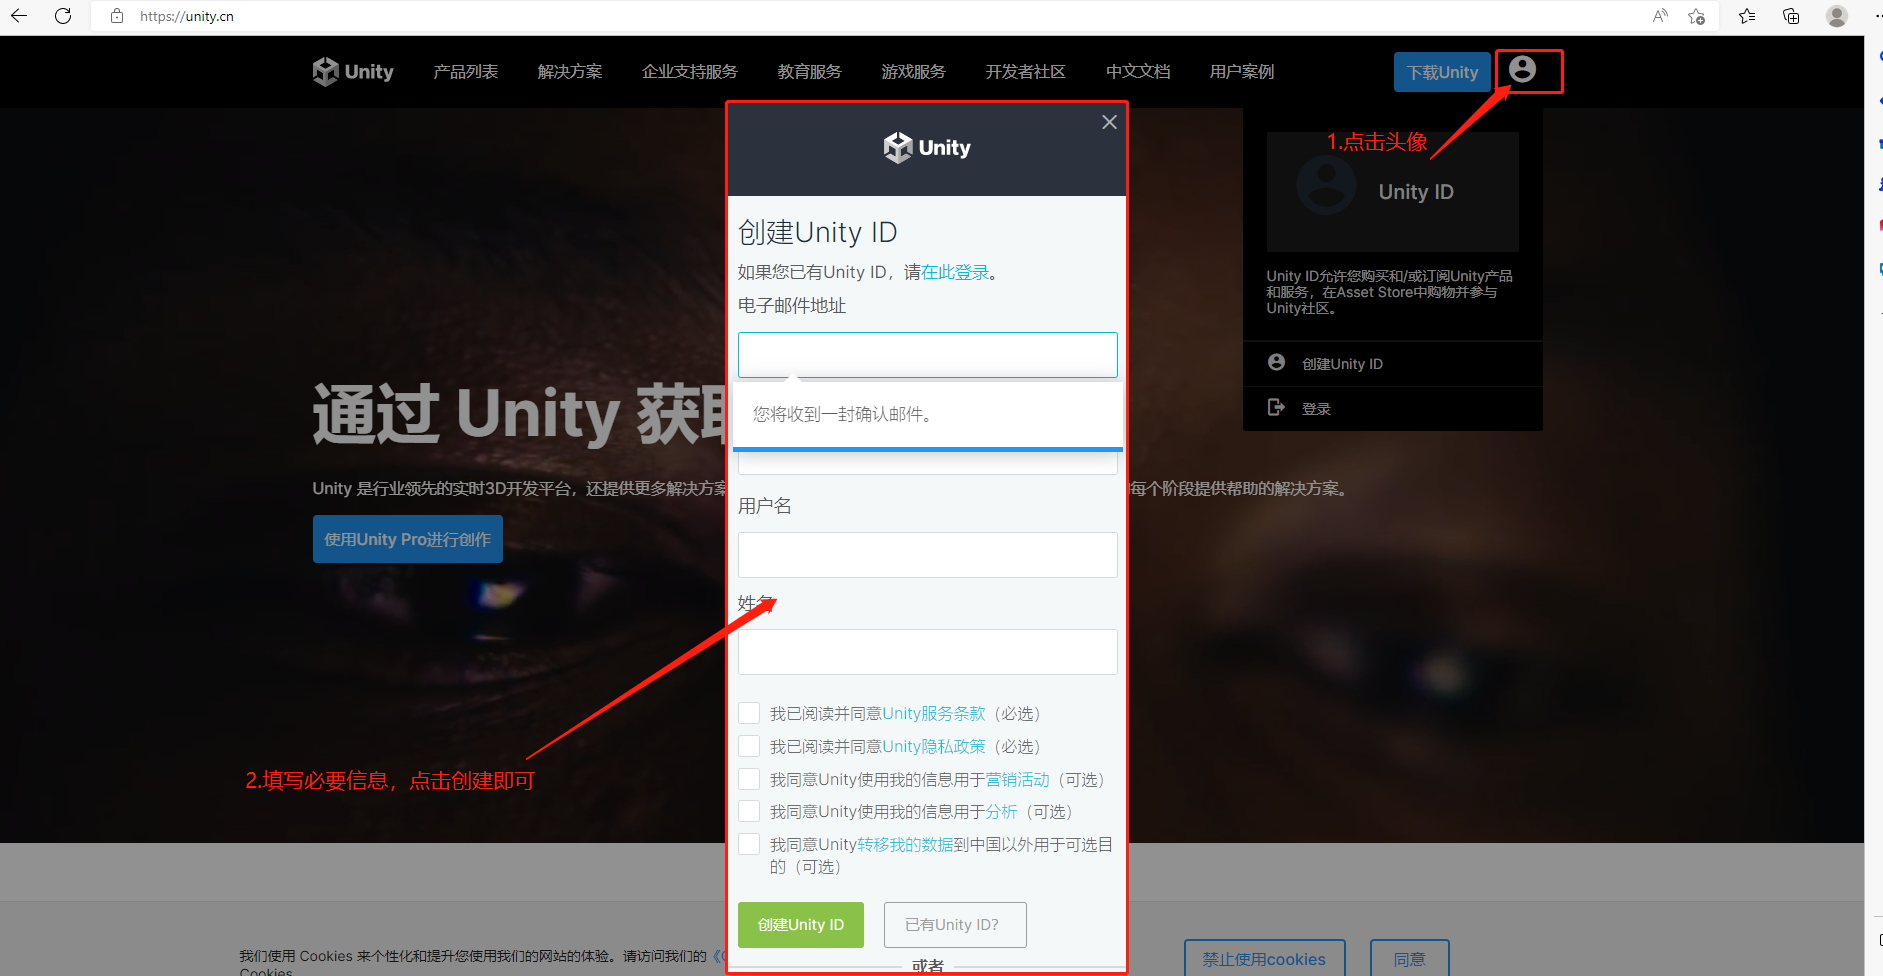 https://unity.cn
Unity
产品列表
解决方案
企业支持服务
教育服务
游戏服务
开发者社区
中文文档
用户案例
下载Unity
1.点击头像
Unity ID
Unity ID允许您购买和/或订阅Unity产品
和服务，在Asset Store中购物并参与
Unity社区。
创建Unity ID
登录
通过 Unity 获
Unity 是行业领先的实时3D开发平台，还提供更多解决方案
每个阶段提供帮助的解决方案。
使用Unity Pro进行创作
2.填写必要信息，点击创建即可
Unity
创建Unity ID
如果您已有Unity ID，请在此登录。
电子邮件地址
您将收到一封确认邮件。
用户名
姓名
我已阅读并同意Unity服务条款（必选）
我已阅读并同意Unity隐私政策（必选）
我同意Unity使用我的信息用于营销活动（可选）
我同意Unity使用我的信息用于分析（可选）
我同意Unity转移我的数据到中国以外用于可选目
的（可选）
创建Unity ID
已有Unity ID?
或者
我们使用 Cookies 来个性化和提升您使用我们的网站的体验。请访问我们的《
Cookies
禁止使用cookies
同意